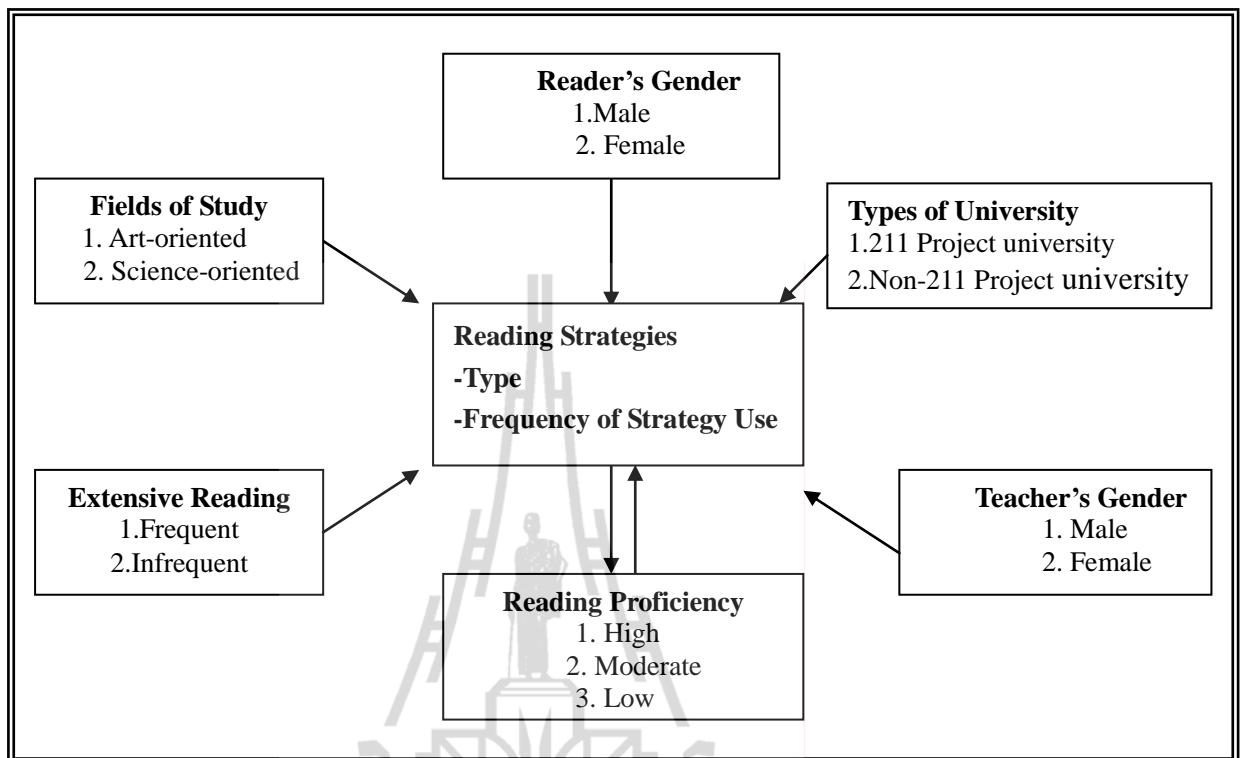 Reader’s Gender
1.Male
2. Female
Fields of Study
1. Art-oriented
2. Science-oriented
Types of University
1.211 Project university
2.Non-211 Project university
Reading Strategies
-Type
-Frequency of Strategy Use
Extensive Reading
1.Frequent
2.Infrequent
Teacher’s Gender
1. Male
2. Female
Reading Proficiency
1. High
2. Moderate
3. Low